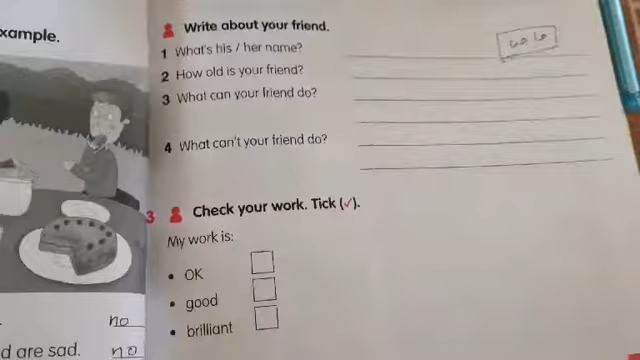 xample.
Write about your friend.
1 What's his / her name?
2 How old is your friend?
3 What can your friend do?
4 What can't your friend do?
3 Check your work. Tick (✓).
My work is:
• OK
• good
• brilliant
no
d are sad. no